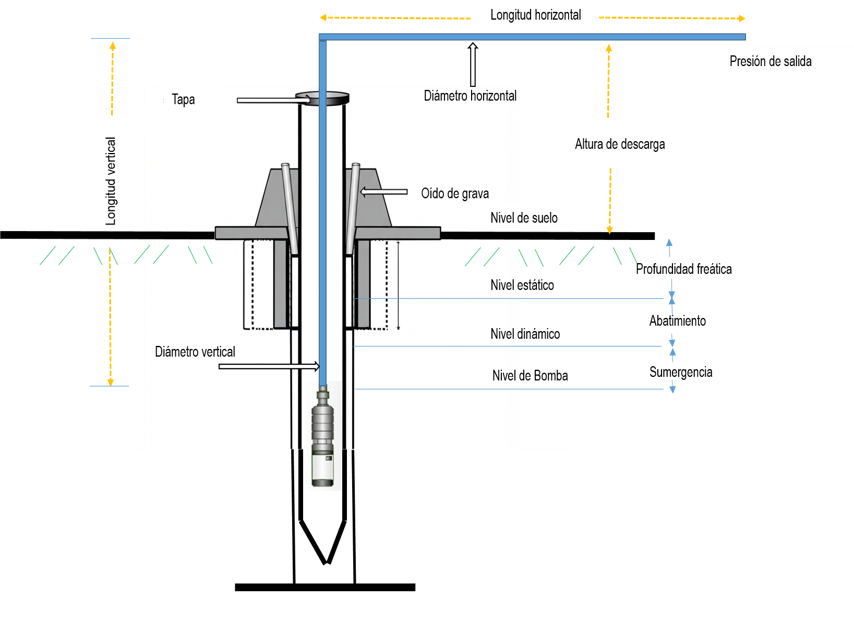 Longitud horizontal
Presión de salida
Tapa
Diámetro horizontal
Altura de descarga
Longitud vertical
Oido de grava
Nivel de suelo
Profundidad freática
Nivel estático
Abatimiento
Nivel dinámico
Diámetro vertical
Sumergencia
Nivel de Bomba